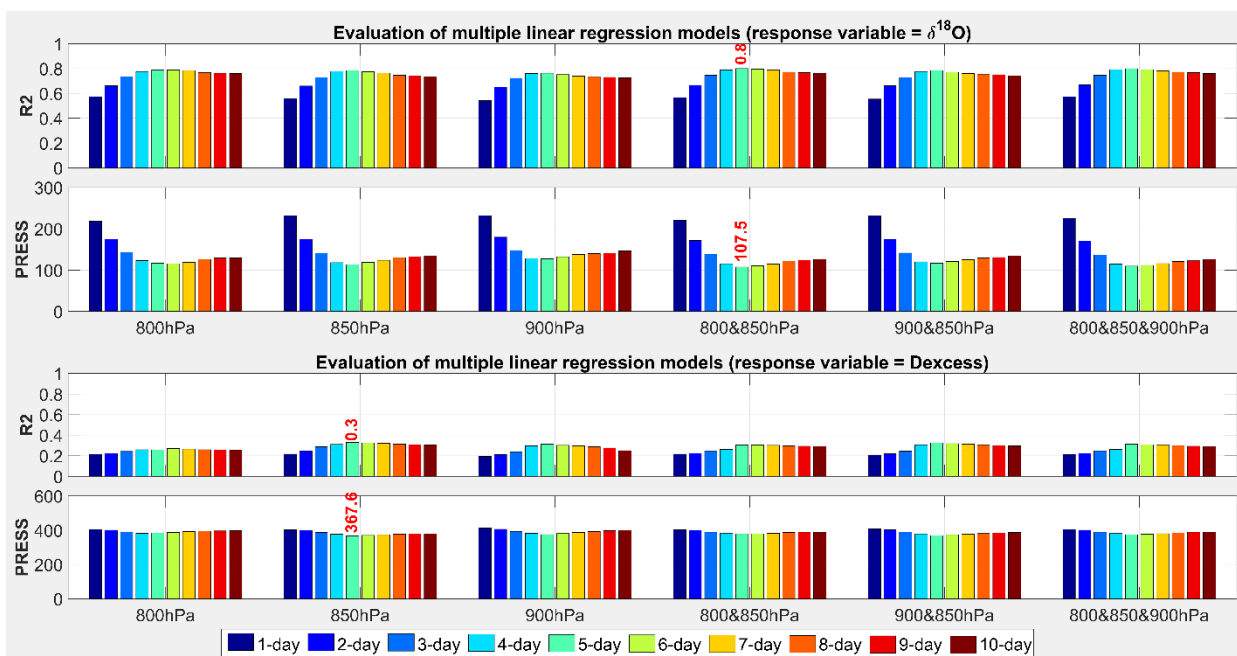 Evaluation of multiple linear regression models (response variable = δ¹⁸O)
1
0.8
0.6
0.4
0.2
0
R2
0.8
300
200
100
0
PRESS
107.5
800hPa 850hPa 900hPa 800&850hPa 900&850hPa 800&850&900hPa
Evaluation of multiple linear regression models (response variable = Dexcess)
1
0.8
0.6
0.4
0.2
0
R2
0.3
600
400
200
0
PRESS
367.6
800hPa 850hPa 900hPa 800&850hPa 900&850hPa 800&850&900hPa
1-day 2-day 3-day 4-day 5-day 6-day 7-day 8-day 9-day 10-day